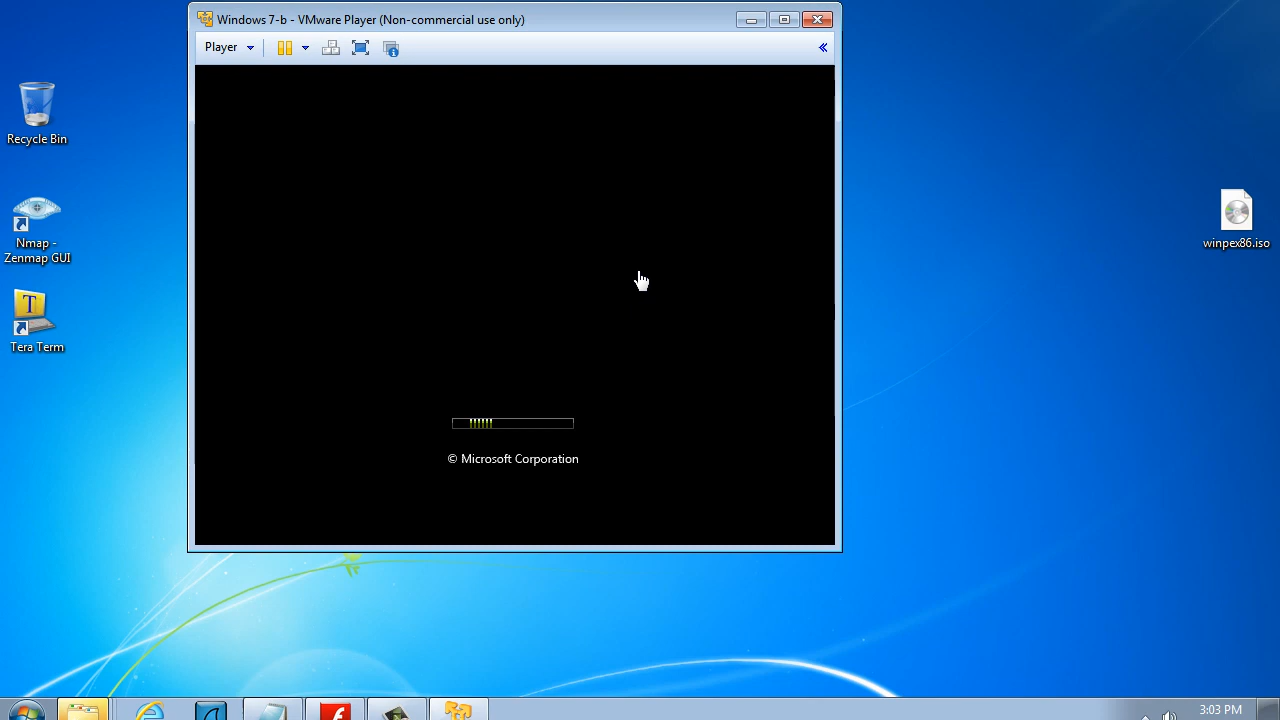 Windows 7-b - VMware Player (Non-commercial use only)
Player
Recycle Bin
Nmap -
Zenmap GUI
Tera Term
winpex86.iso
© Microsoft Corporation
3:03 PM